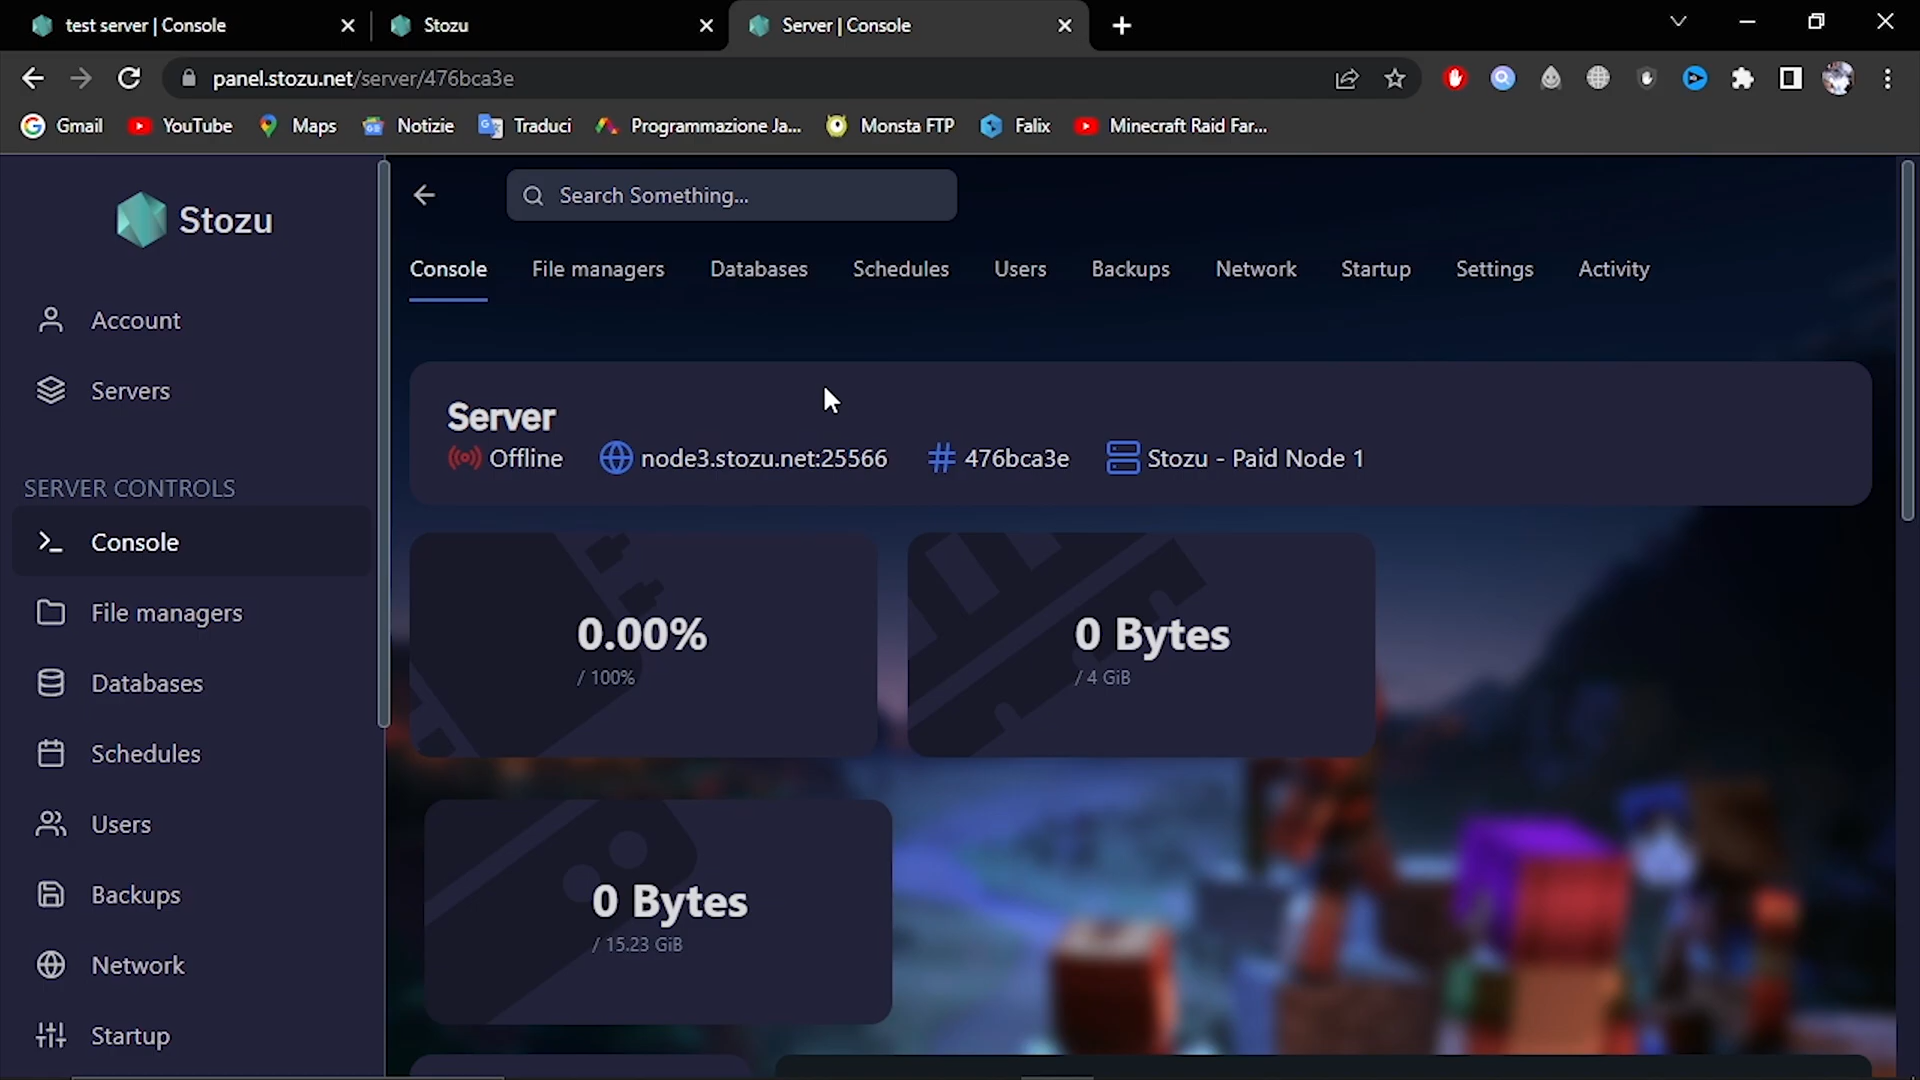 test server | Console
Stozu
Server | Console
panel.stozu.net/server/476bca3e
Gmail
YouTube
Maps
Notizie
Traduci
Programmazione Ja...
Monsta FTP
Falix
Minecraft Raid Far...
Stozu
Search Something...
Console
File managers
Databases
Schedules
Users
Backups
Network
Startup
Settings
Activity
Account
Servers
SERVER CONTROLS
Console
File managers
Databases
Schedules
Users
Backups
Network
Startup
Server
Offline
node3.stozu.net:25566
476bca3e
Stozu - Paid Node 1
0.00%
/ 100%
0 Bytes
/ 4 GiB
0 Bytes
/ 15.23 GiB